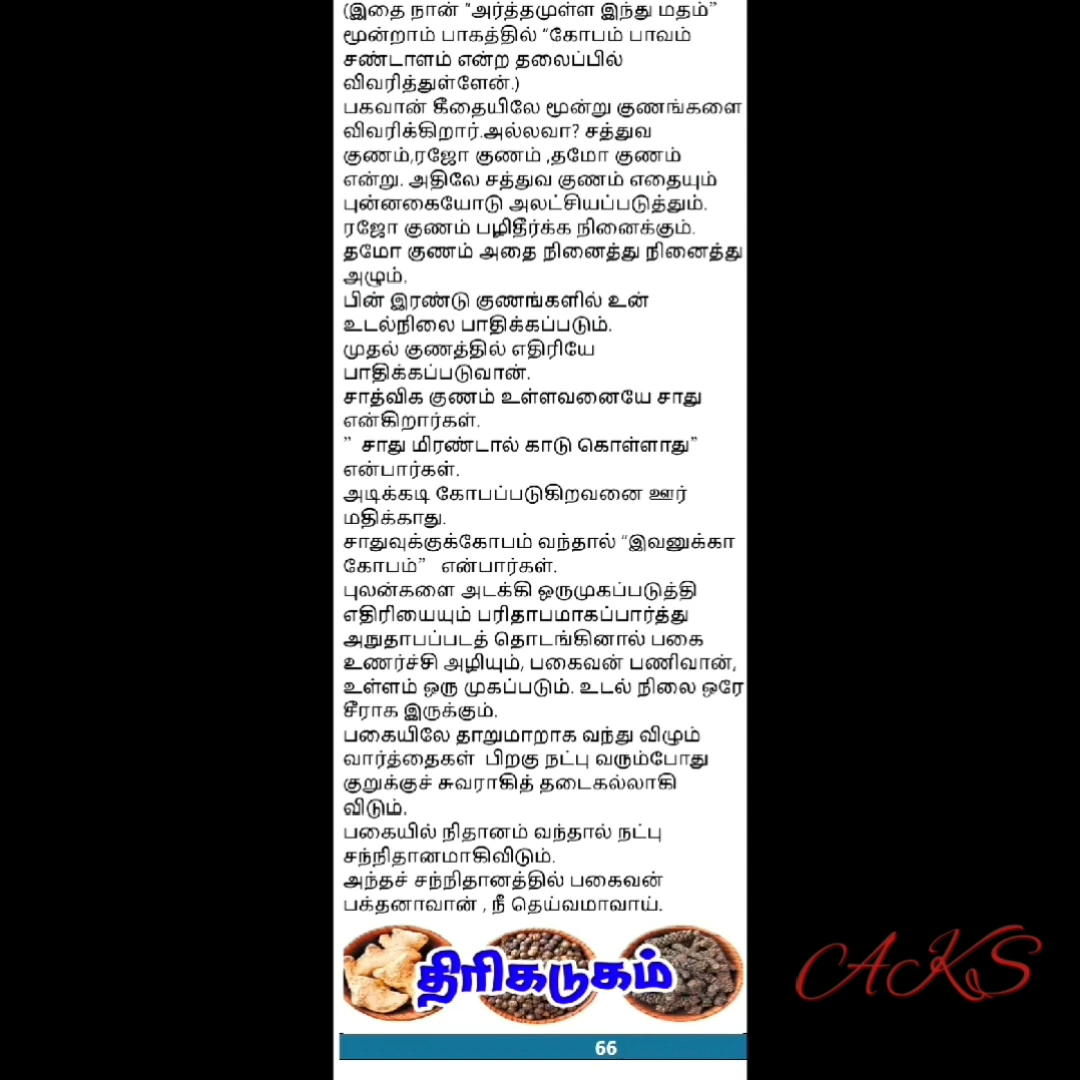 (இதை நான் "அர்த்தமுள்ள இந்து மதம்”
மூன்றாம் பாகத்தில் “கோபம் பாவம்
சண்டாளம் என்ற தலைப்பில்
விவரித்துள்ளேன்.)
பகவான் கீதையிலே மூன்று குணங்களை
விவரிக்கிறார்.அல்லவா? சத்துவ
குணம்,ரஜோ குணம் ,தமோ குணம்
என்று. அதிலே சத்துவ குணம் எதையும்
புன்னகையோடு அலட்சியப்படுத்தும்.
ரஜோ குணம் பழிதீர்க்க நினைக்கும்.
தமோ குணம் அதை நினைத்து நினைத்து
அழும்.
பின் இரண்டு குணங்களில் உன்
உடல்நிலை பாதிக்கப்படும்.
முதல் குணத்தில் எதிரியே
பாதிக்கப்படுவான்.
சாத்விக குணம் உள்ளவனையே சாது
என்கிறார்கள்.
” சாது மிரண்டால் காடு கொள்ளாது”
என்பார்கள்.
அடிக்கடி கோபப்படுகிறவனை ஊர்
மதிக்காது.
சாதுவுக்குக்கோபம் வந்தால் “இவனுக்கா
கோபம்” என்பார்கள்.
புலன்களை அடக்கி ஒருமுகப்படுத்தி
எதிரியையும் பரிதாபமாகப்பார்த்து
அநுதாபப்படத் தொடங்கினால் பகை
உணர்ச்சி அழியும், பகைவன் பணிவான்,
உள்ளம் ஒரு முகப்படும். உடல் நிலை ஒரே
சீராக இருக்கும்.
பகையிலே தாறுமாறாக வந்து விழும்
வார்த்தைகள் பிறகு நட்பு வரும்போது
குறுக்குச் சுவராகித் தடைகல்லாகி
விடும்.
பகையில் நிதானம் வந்தால் நட்பு
சந்நிதானமாகிவிடும்.
அந்தச் சந்நிதானத்தில் பகைவன்
பக்தனாவான் , நீ தெய்வமாவாய்.
திரிகடுகம்
AKS
66